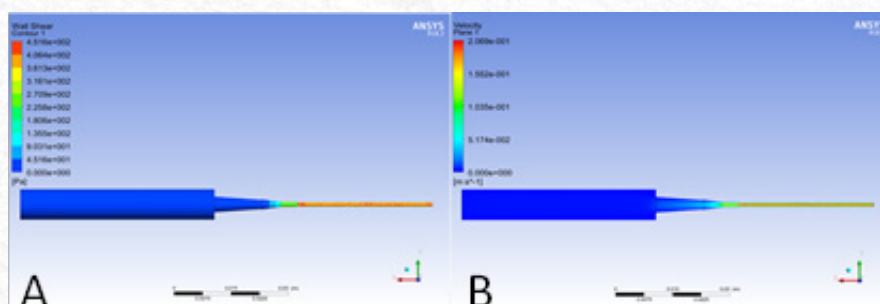 Wall Shear
Contour 1
4.516e+002
4.064e+002
3.613e+002
3.161e+002
2.709e+002
2.258e+002
1.806e+002
1.355e+002
9.031e+001
4.516e+001
0.000e+000
[Pa]
ANSYS
A
Velocity
Plane 1
2.069e-001
1.552e-001
1.035e-001
5.174e-002
0.000e+000
[m s^-1]
ANSYS
B